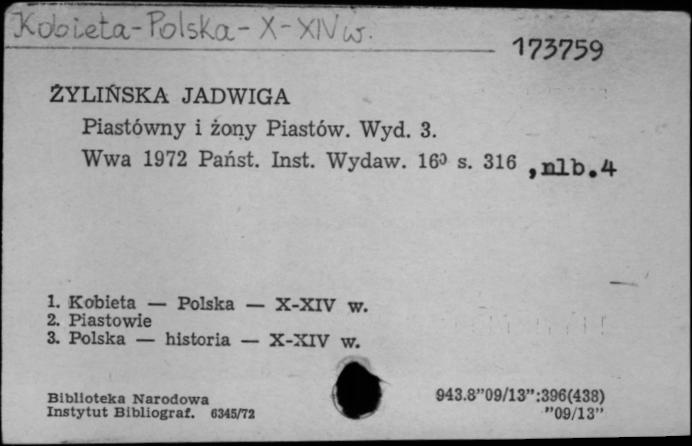 Kobieta-Polska-X-XIV w.
173759
ŻYLIŃSKA JADWIGA
Piastówny i żony Piastów. Wyd. 3.
Wwa 1972 Państ. Inst. Wydaw. 16⁰ s. 316 , nlb. 4
1. Kobieta — Polska — X-XIV w.
2. Piastowie
3. Polska — historia — X-XIV w.
Biblioteka Narodowa
Instytut Bibliograf. 6345/72
943.8"09/13":396(438)
"09/13"